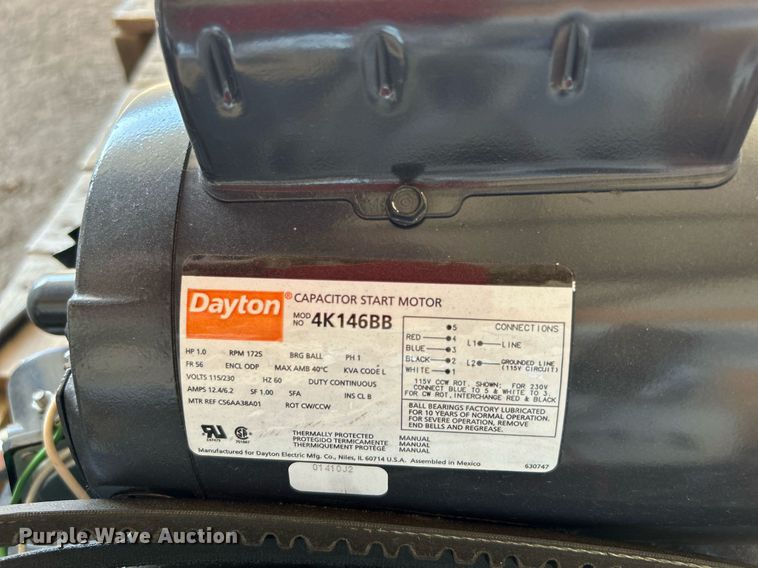 Dayton® CAPACITOR START MOTOR
MOD NO 4K146BB
HP 1.0 RPM 1725 BRG BALL PH 1
FR 56 ENCL ODP MAX AMB 40°C KVA CODE L
VOLTS 115/230 HZ 60 DUTY CONTINUOUS
AMPS 12.4/6.2 SF 1.00 SFA INS CL B
MTR REF C56AA38A01 ROT CW/CCW
5 CONNECTIONS
RED 4 L1 LINE
BLUE 3
BLACK 2 L2 GROUNDED LINE
WHITE 1 (115V CIRCUIT)
115V CCW ROT. SHOWN: FOR 230V
CONNECT BLUE TO 5 & WHITE TO 3,
FOR CW ROT, INTERCHANGE RED & BLACK
BALL BEARINGS FACTORY LUBRICATED
FOR 10 YEARS OF NORMAL OPERATION.
FOR SEVERE OPERATION, REMOVE
END BELLS AND REGREASE.
THERMALLY PROTECTED MANUAL
PROTEGIDO TERMICAMENTE MANUAL
THERMIQUEMENT PROTÉGÉ MANUAL
Manufactured for Dayton Electric Mfg. Co., Niles, IL 60714 U.S.A. Assembled in Mexico 630747
01410J2
Purple Wave Auction